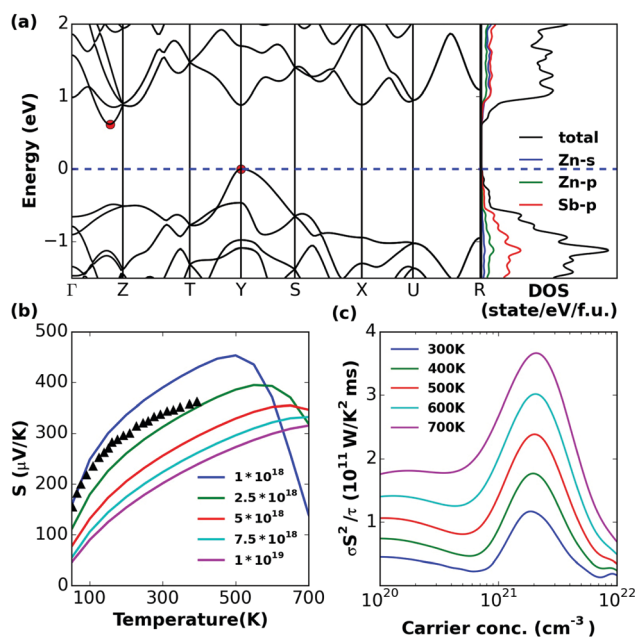 (a)
2
1
0
−1
Energy (eV)
Γ Z T Y S X U R
total
Zn-s
Zn-p
Sb-p
DOS
(state/eV/f.u.)
(b)
500
400
300
200
100
0
S (μV/K)
100 300 500 700
Temperature(K)
1*10^18
2.5*10^18
5*10^18
7.5*10^18
1*10^19
(c)
4
3
2
1
0
σS²/τ (10^11 W/K² ms)
300K
400K
500K
600K
700K
10^20 10^21 10^22
Carrier conc. (cm^-3)